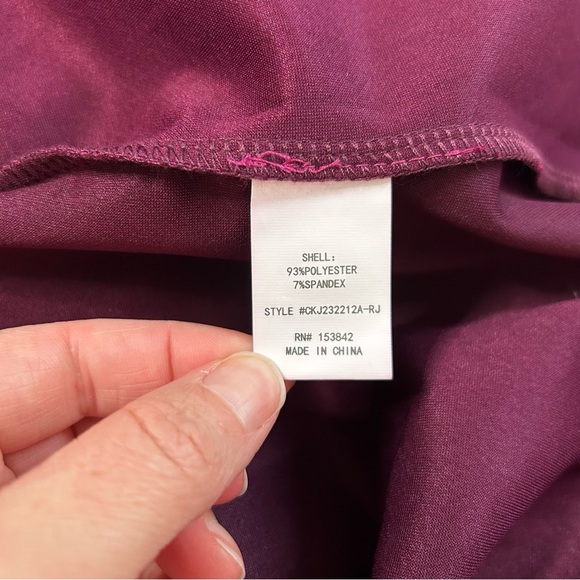 SHELL:
93%POLYESTER
7%SPANDEX
STYLE #CKJ232212A-RJ
RN# 153842
MADE IN CHINA